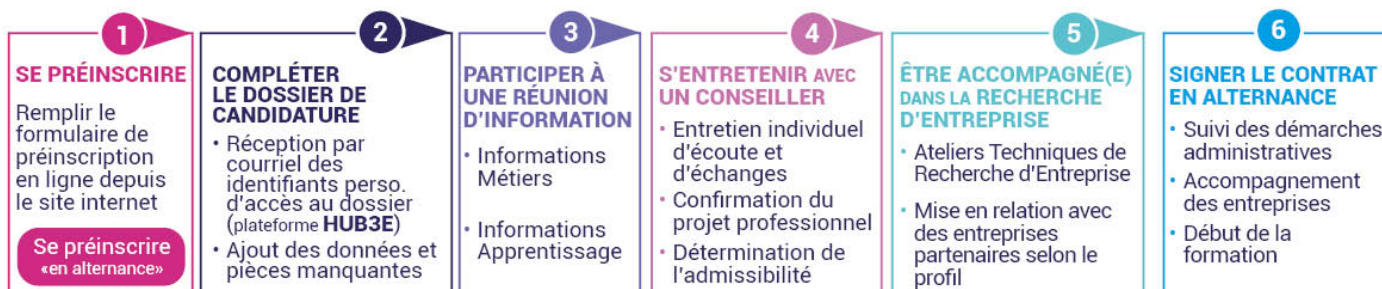 1
SE PRÉINSCRIRE
Remplir le
formulaire de
préinscription
en ligne depuis
le site internet
Se préinscrire
«en alternance»
2
COMPLÉTER
LE DOSSIER DE
CANDIDATURE
• Réception par
courriel des
identifiants perso.
d'accès au dossier
(plateforme HUB3E)
• Ajout des données et
pièces manquantes
3
PARTICIPER À
UNE RÉUNION
D'INFORMATION
• Informations
Métiers
• Informations
Apprentissage
4
S'ENTRETENIR AVEC
UN CONSEILLER
• Entretien individuel
d'écoute et
d'échanges
• Confirmation du
projet professionnel
• Détermination de
l'admissibilité
5
ÊTRE ACCOMPAGNÉ(E)
DANS LA RECHERCHE
D'ENTREPRISE
• Ateliers Techniques de
Recherche d'Entreprise
• Mise en relation avec
des entreprises
partenaires selon le
profil
6
SIGNER LE CONTRAT
EN ALTERNANCE
• Suivi des démarches
administratives
• Accompagnement
des entreprises
• Début de la
formation